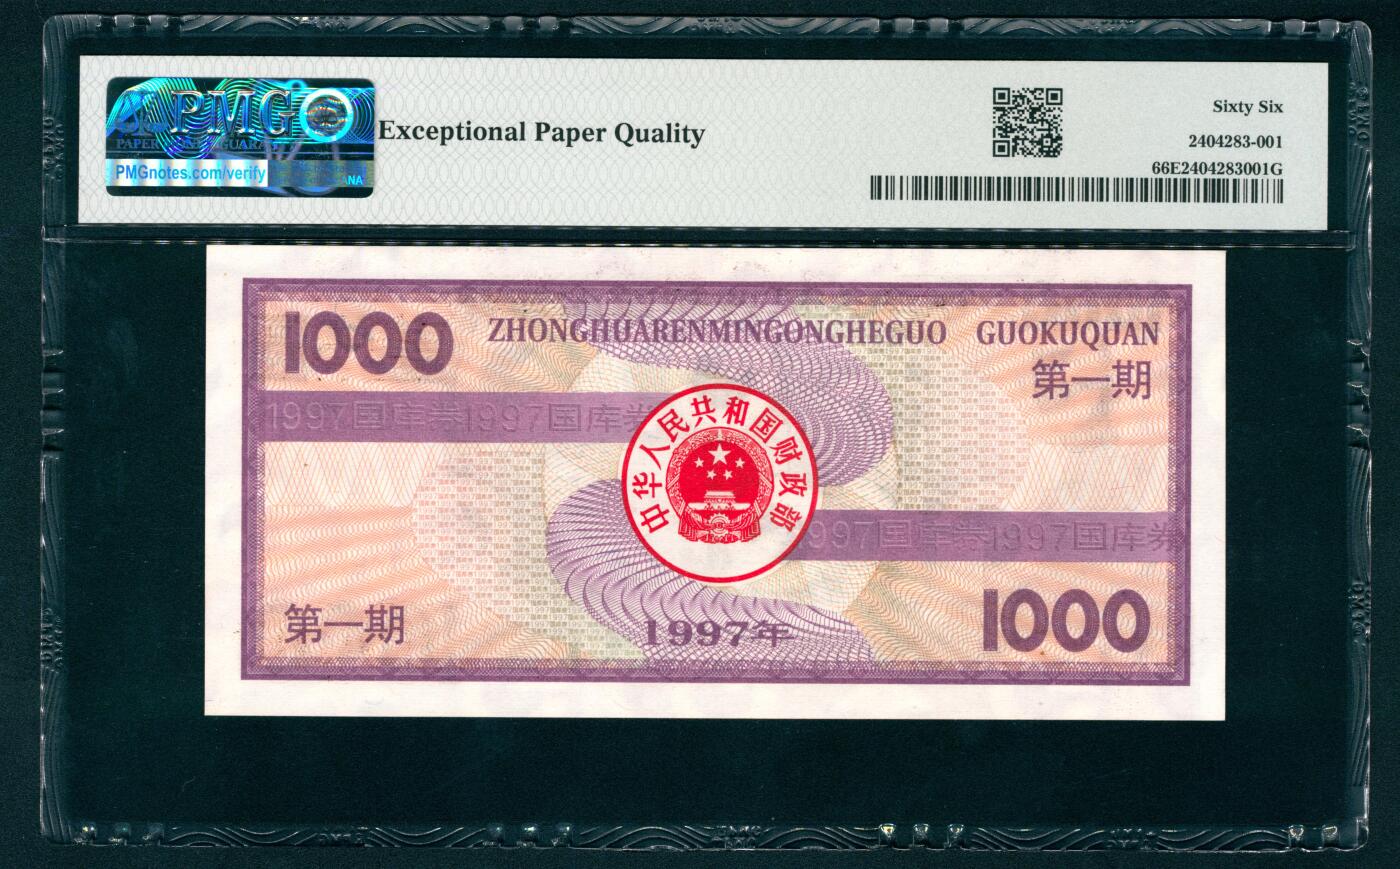 PMG
PAPER MONEY GUARANTY
PMGnotes.com/verify
Exceptional Paper Quality
Sixty Six
2404283-001
66E2404283001G
1000
ZHONGHUARENMINGONGHEGUO GUOKUQUAN
第一期
1997国库券1997国库券
中华人民共和国财政部
1997国库券1997国库券
第一期
1997年
1000